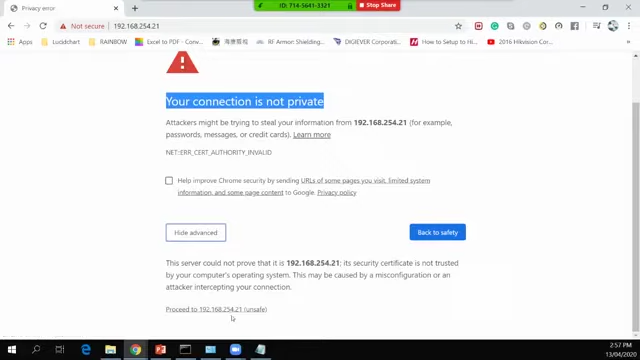 Privacy error
ID: 714-5641-3321
Stop Share
Not secure | 192.168.254.21
Apps Lucidchart RAINBOW Excel to PDF - Conv... RF Armor Shielding... DIGIEVER Corporati... How to Setup to Hi... 2016 Hikvision Cont...
Your connection is not private
Attackers might be trying to steal your information from 192.168.254.21 (for example,
passwords, messages, or credit cards). Learn more
NET::ERR_CERT_AUTHORITY_INVALID
Help improve Chrome security by sending URLs of some pages you visit, limited system
information, and some page content to Google. Privacy policy
Hide advanced
Back to safety
This server could not prove that it is 192.168.254.21; its security certificate is not trusted
by your computer's operating system. This may be caused by a misconfiguration or an
attacker intercepting your connection.
Proceed to 192.168.254.21 (unsafe)
2:57 PM
13/04/2020